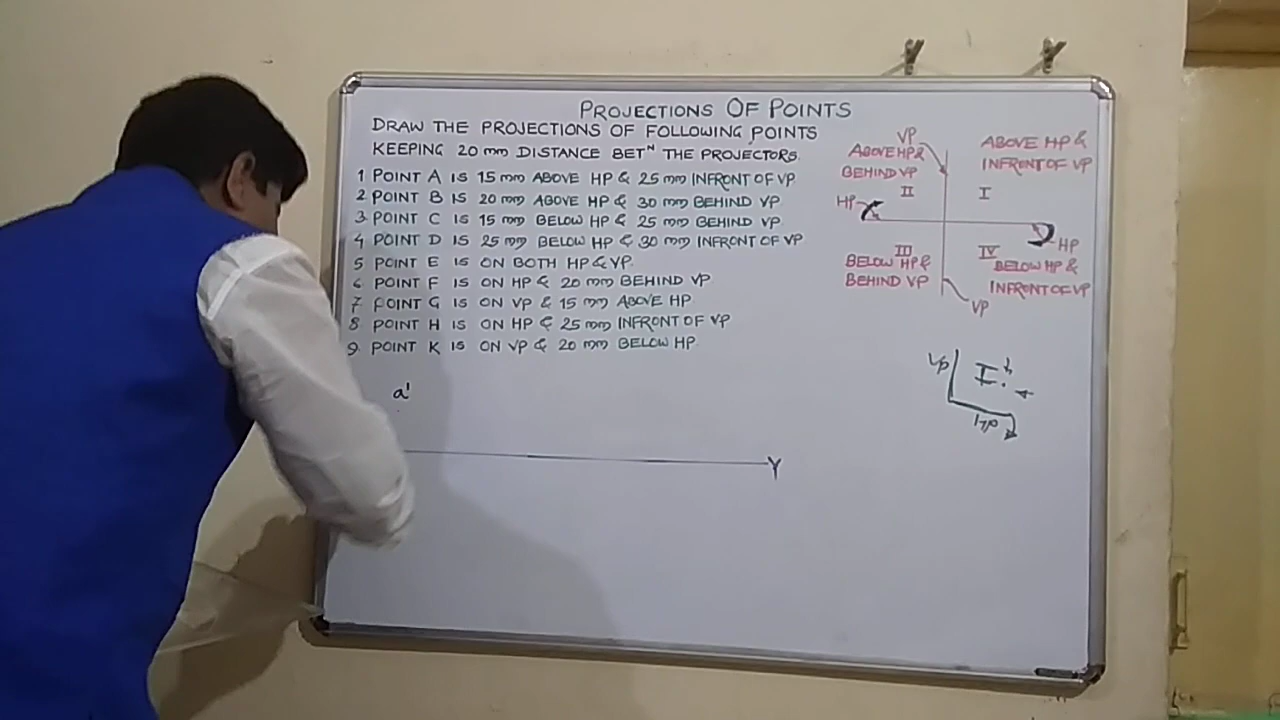 PROJECTIONS OF POINTS
DRAW THE PROJECTIONS OF FOLLOWING POINTS
KEEPING 20 mm DISTANCE BETᴺ THE PROJECTORS.
1 POINT A IS 15 mm ABOVE HP & 25 mm INFRONT OF VP
2 POINT B IS 20 mm ABOVE HP & 30 mm BEHIND VP
3 POINT C IS 15 mm BELOW HP & 25 mm BEHIND VP
4 POINT D IS 25 mm BELOW HP & 30 mm INFRONT OF VP
5 POINT E IS ON BOTH HP & VP.
6 POINT F IS ON HP & 20 mm BEHIND VP
7 POINT G IS ON VP & 15 mm ABOVE HP
8 POINT H IS ON HP & 25 mm INFRONT OF VP
9 POINT K IS ON VP & 20 mm BELOW HP.
a'
Y
VP
ABOVE HP &
BEHIND VP
II
ABOVE HP &
INFRONT OF VP
I
HP
HP
III
BELOW HP &
BEHIND VP
IV
BELOW HP &
INFRONT OF VP
VP
VP
I
HP